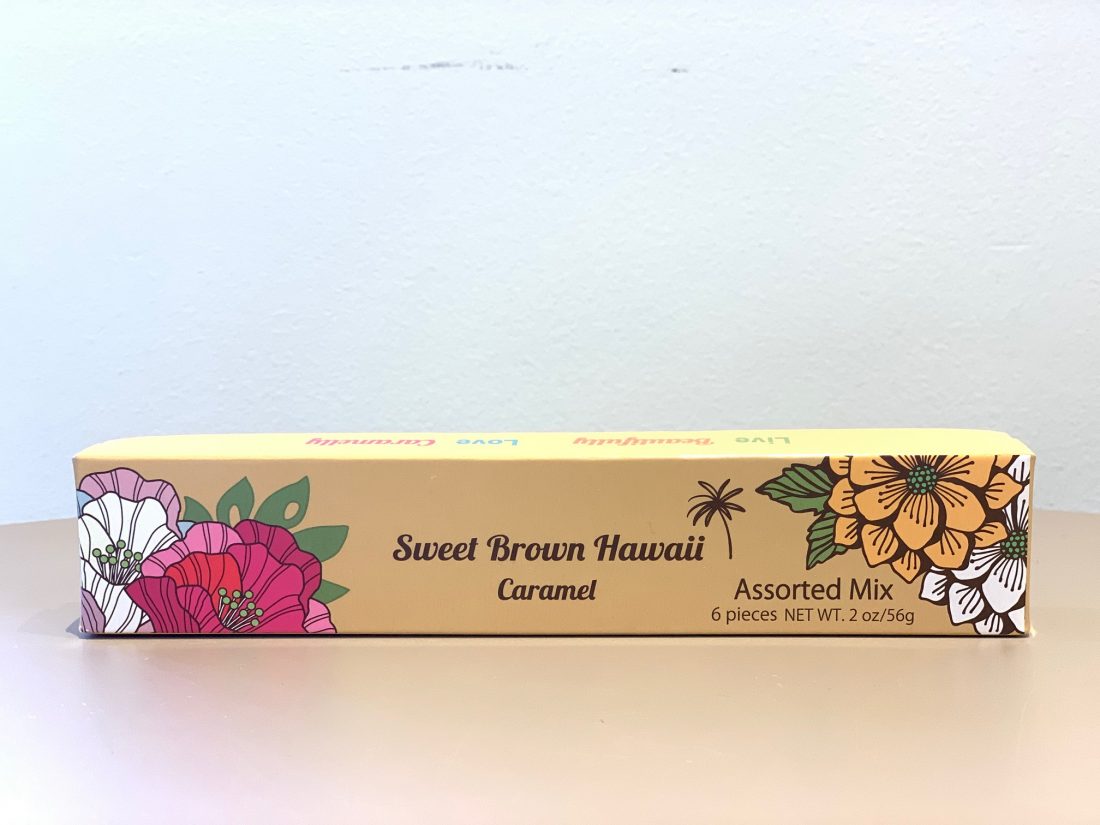 Live Beautifully Love Caramelly
Sweet Brown Hawaii
Caramel
Assorted Mix
6 pieces NET WT. 2 oz/56g